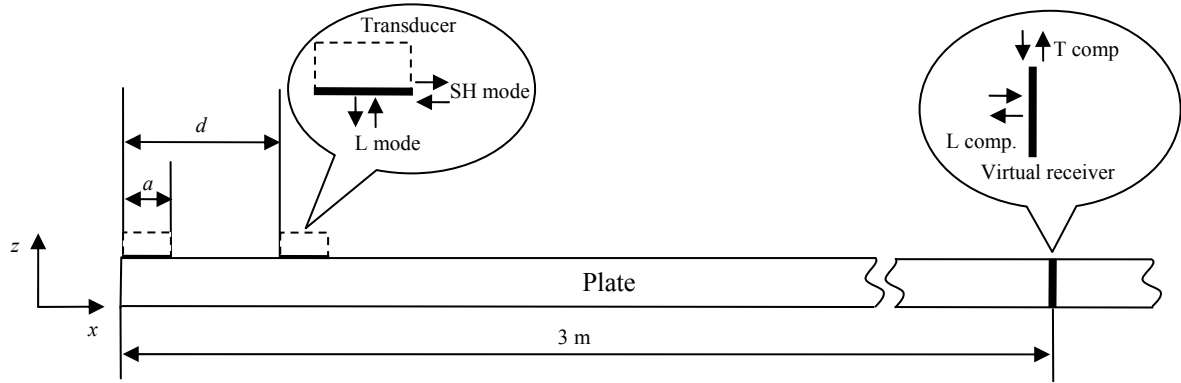 Transducer
SH mode
L mode
T comp
L comp.
Virtual receiver
d
a
z
Plate
x
3 m